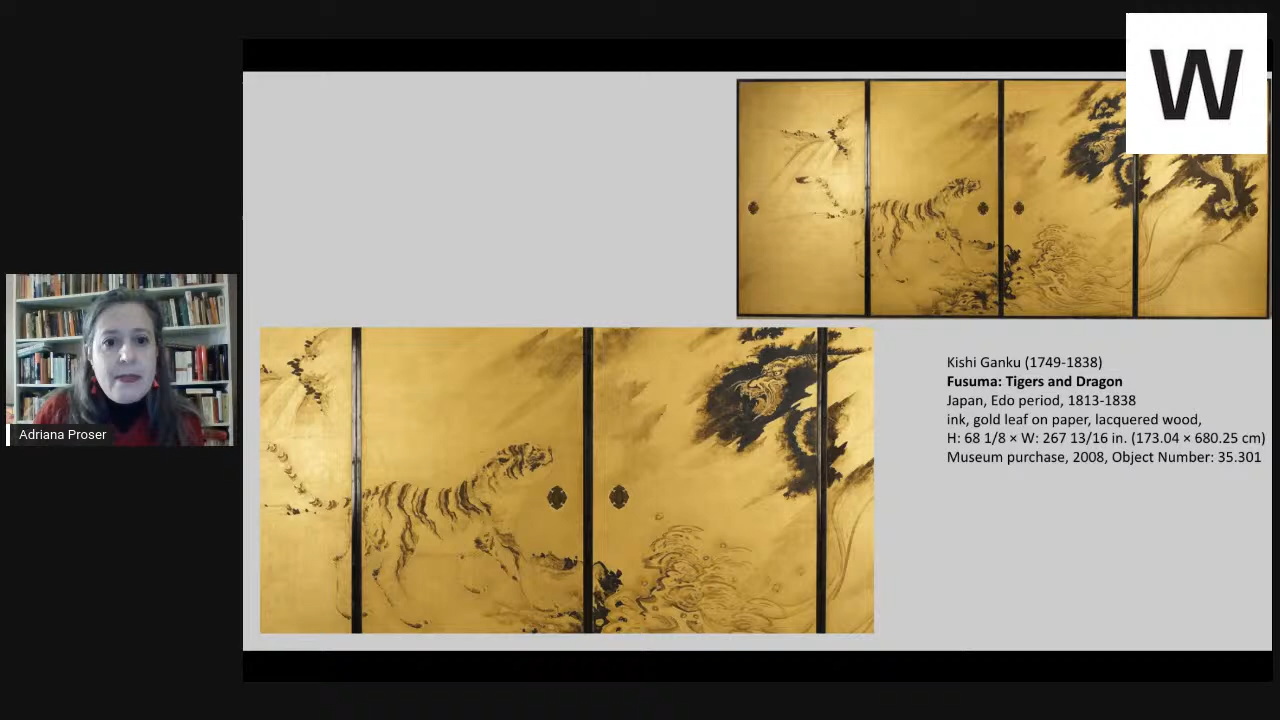 W
Kishi Ganku (1749-1838)
Fusuma: Tigers and Dragon
Japan, Edo period, 1813-1838
ink, gold leaf on paper, lacquered wood,
H: 68 1/8 × W: 267 13/16 in. (173.04 × 680.25 cm)
Museum purchase, 2008, Object Number: 35.301
Adriana Proser